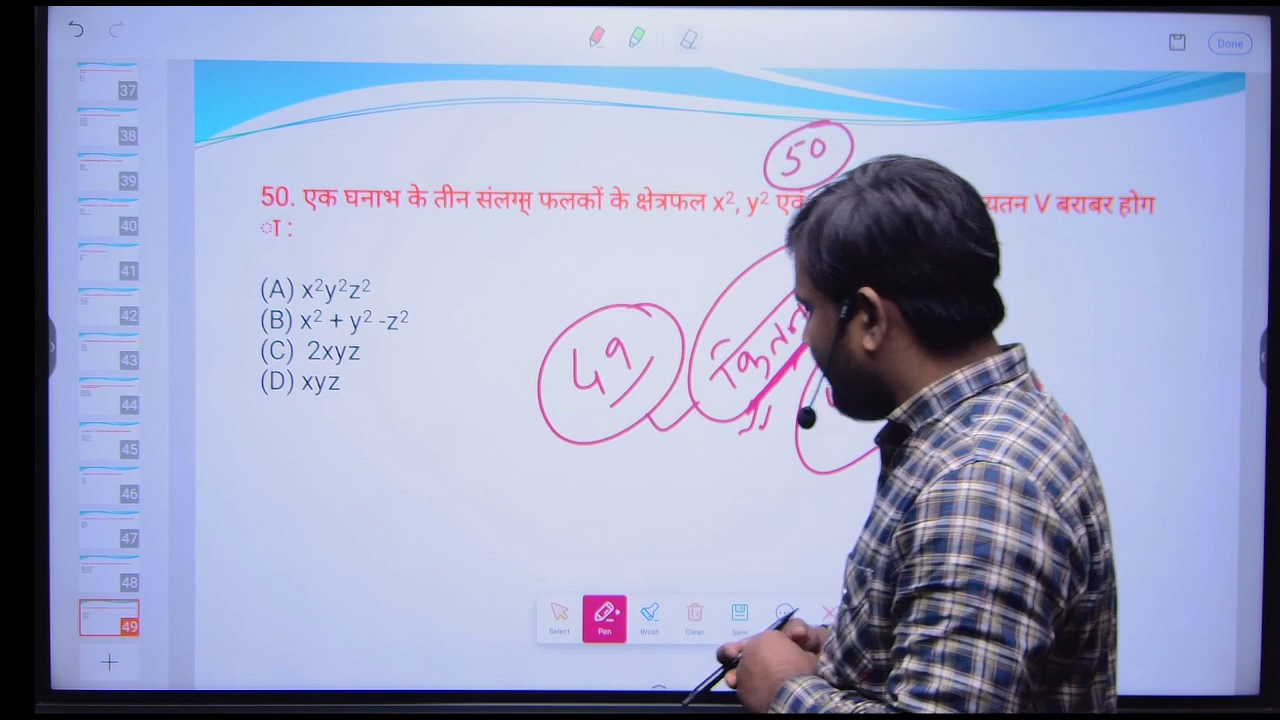 Done
37
38
39
40
41
42
43
44
45
46
47
48
49
50
50. एक घनाभ के तीन संलग्म् फलकों के क्षेत्रफल x², y² एवं यतन V बराबर होग
ा :
(A) x²y²z²
(B) x² + y² -z²
(C) 2xyz
(D) xyz
49
कितन
Select
Pen
Brush
Clean
Save